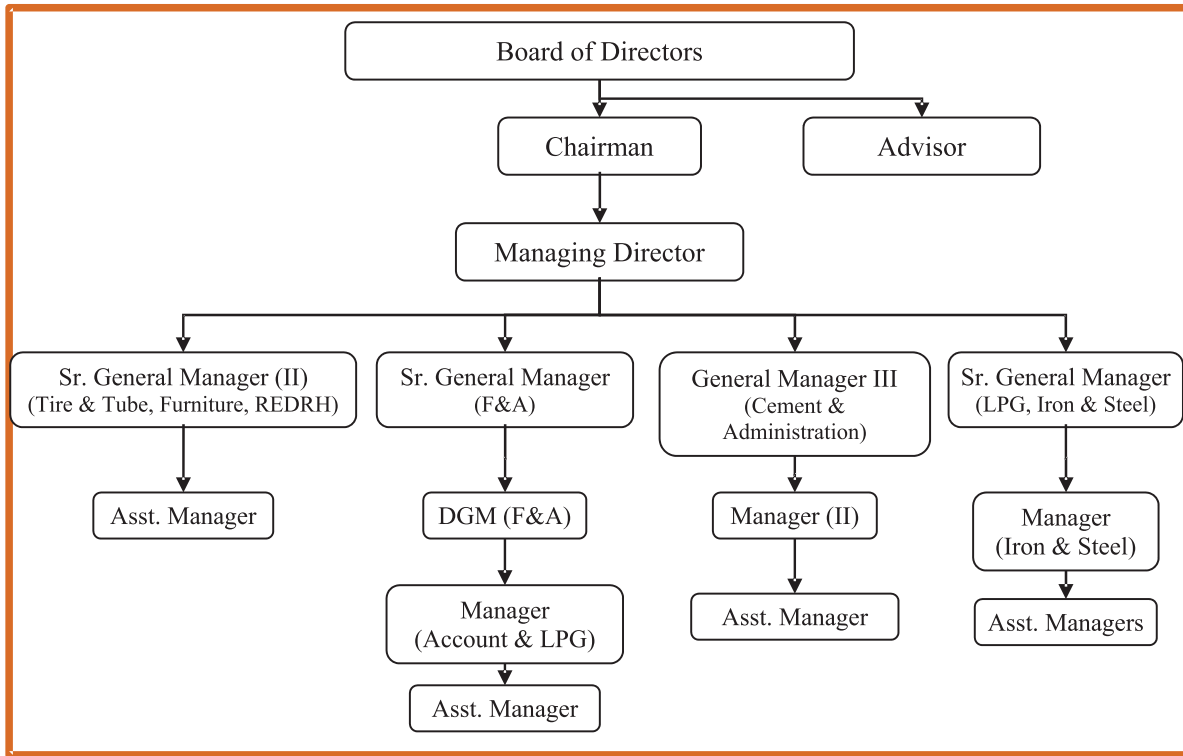 Board of Directors
Chairman
Advisor
Managing Director
Sr. General Manager (II)
(Tire & Tube, Furniture, REDRH)
Sr. General Manager
(F&A)
General Manager III
(Cement &
Administration)
Sr. General Manager
(LPG, Iron & Steel)
Asst. Manager
DGM (F&A)
Manager (II)
Manager
(Iron & Steel)
Manager
(Account & LPG)
Asst. Manager
Asst. Managers
Asst. Manager